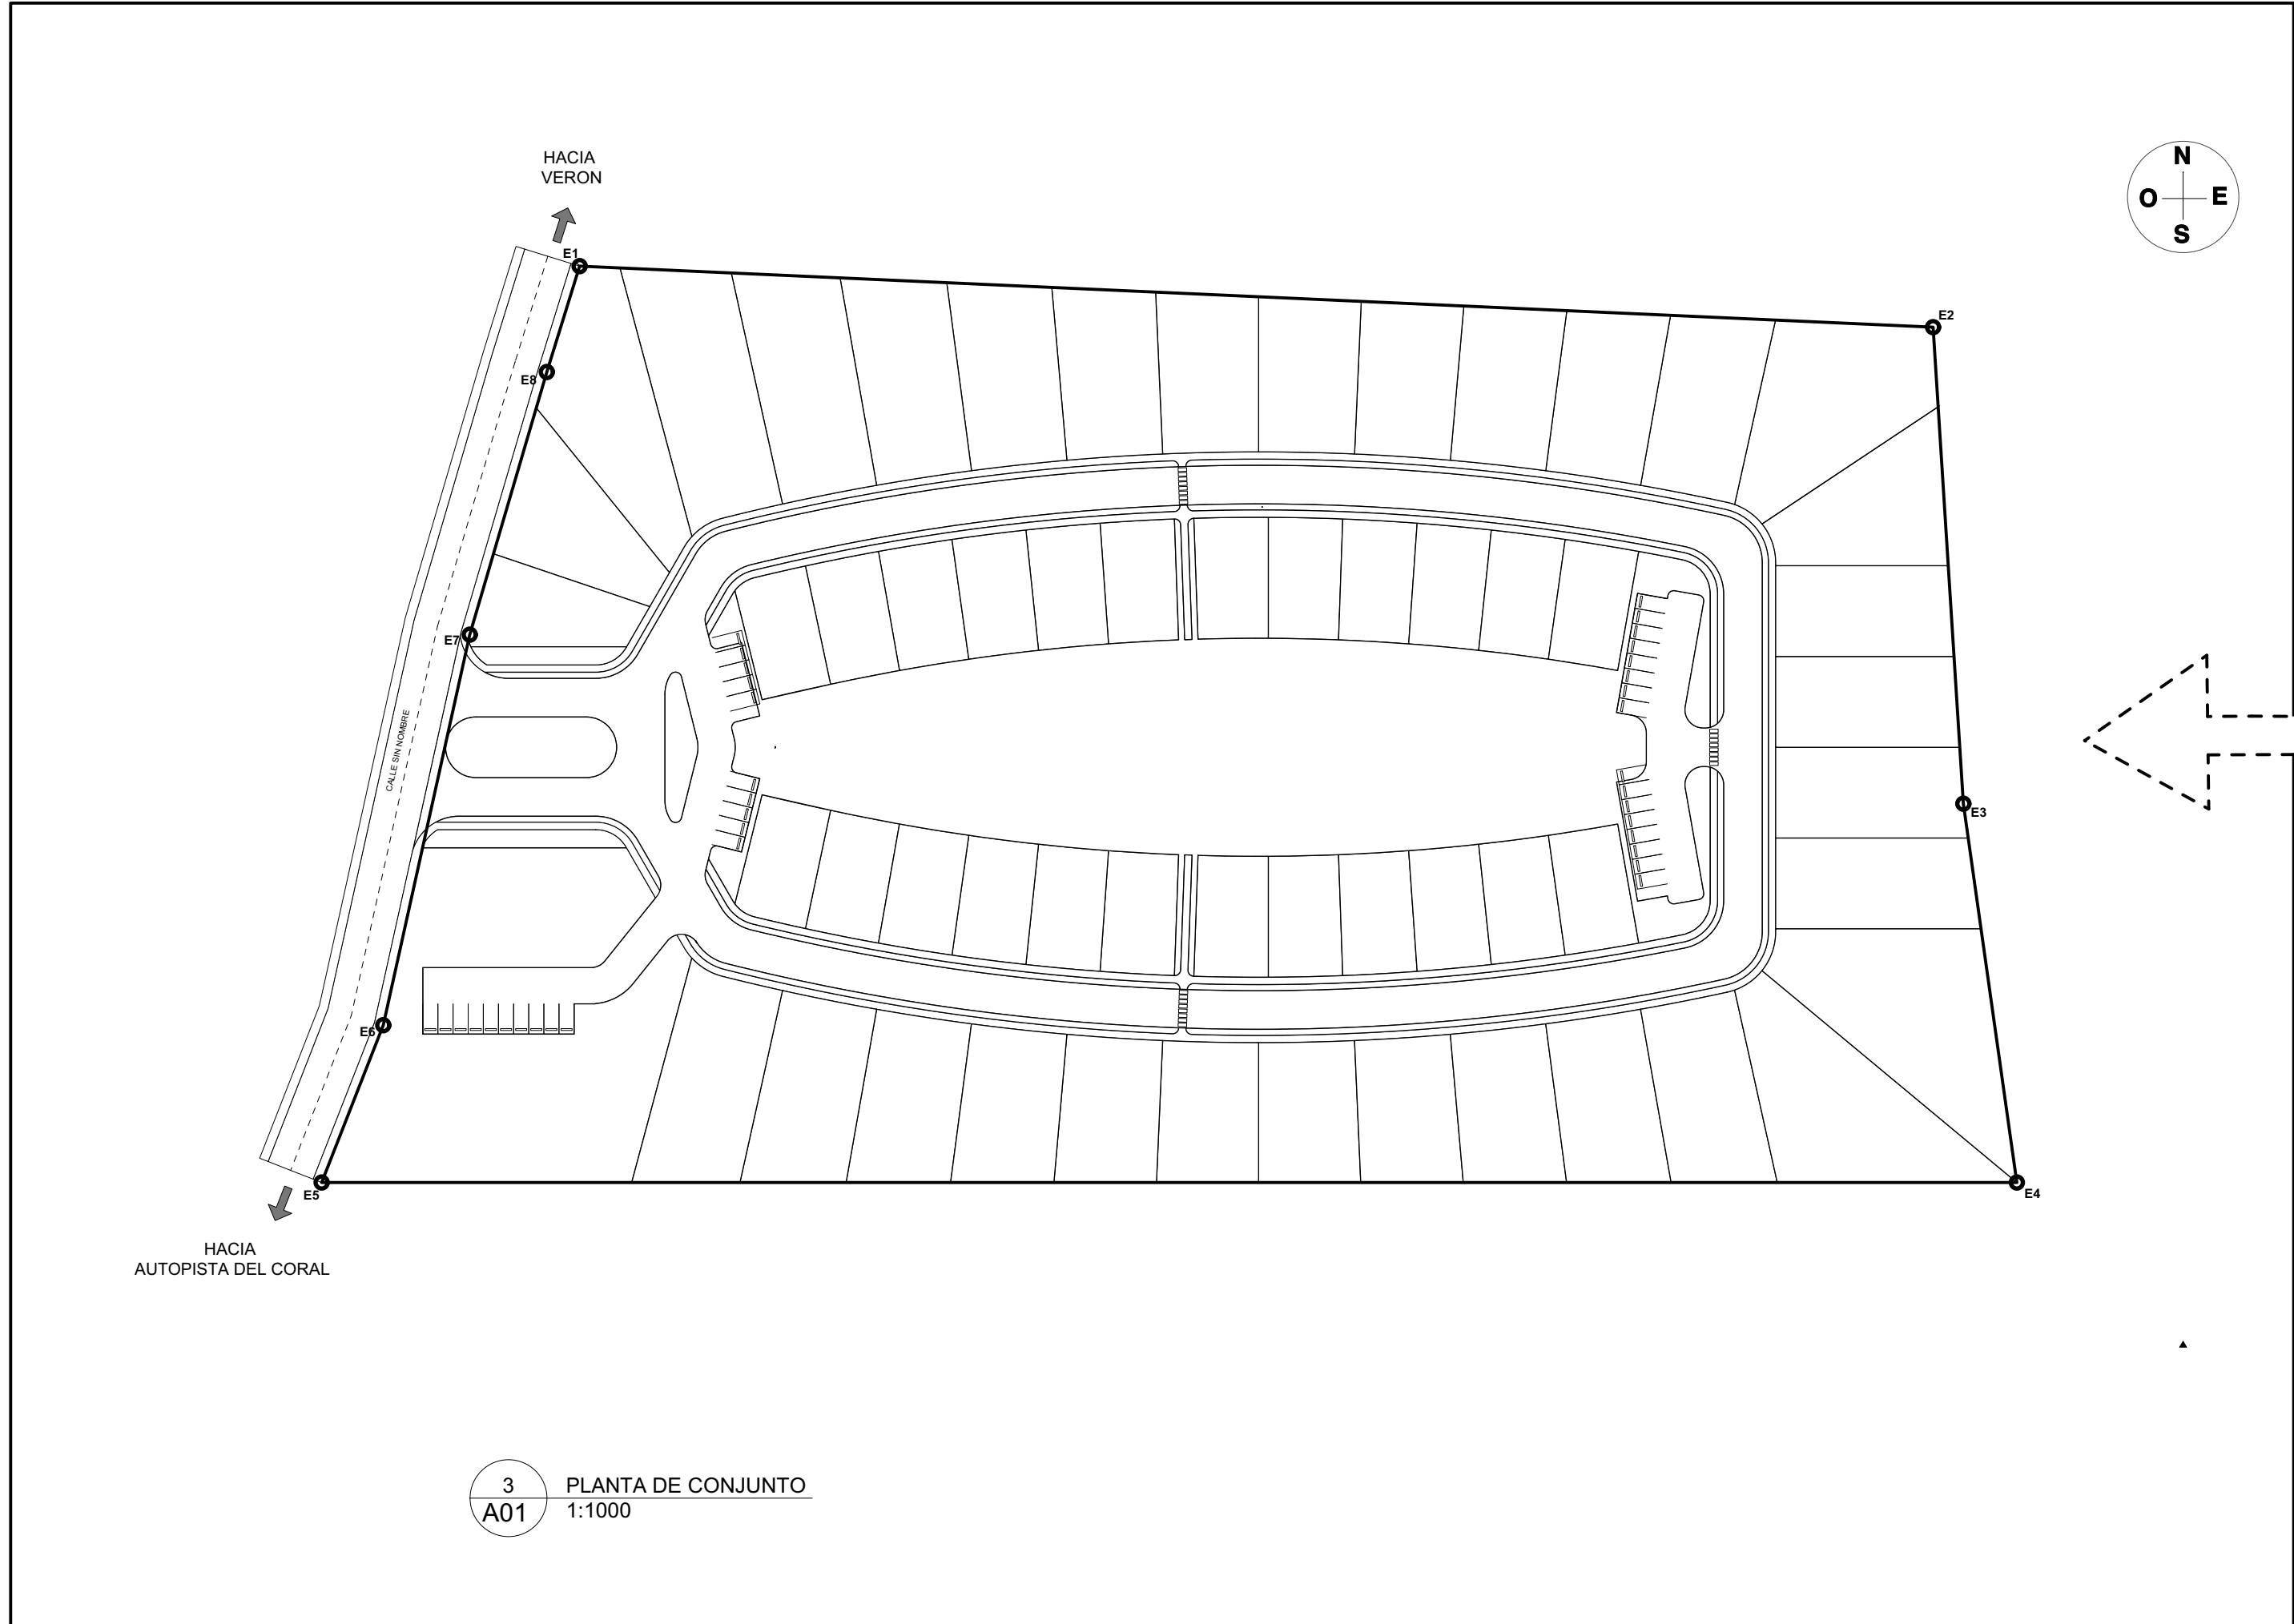 HACIA
VERON
N
O E
S
E1
E2
E8
E7
CALLE SIN NOMBRE
E3
E6
E5
E4
HACIA
AUTOPISTA DEL CORAL
3
A01
PLANTA DE CONJUNTO
1:1000